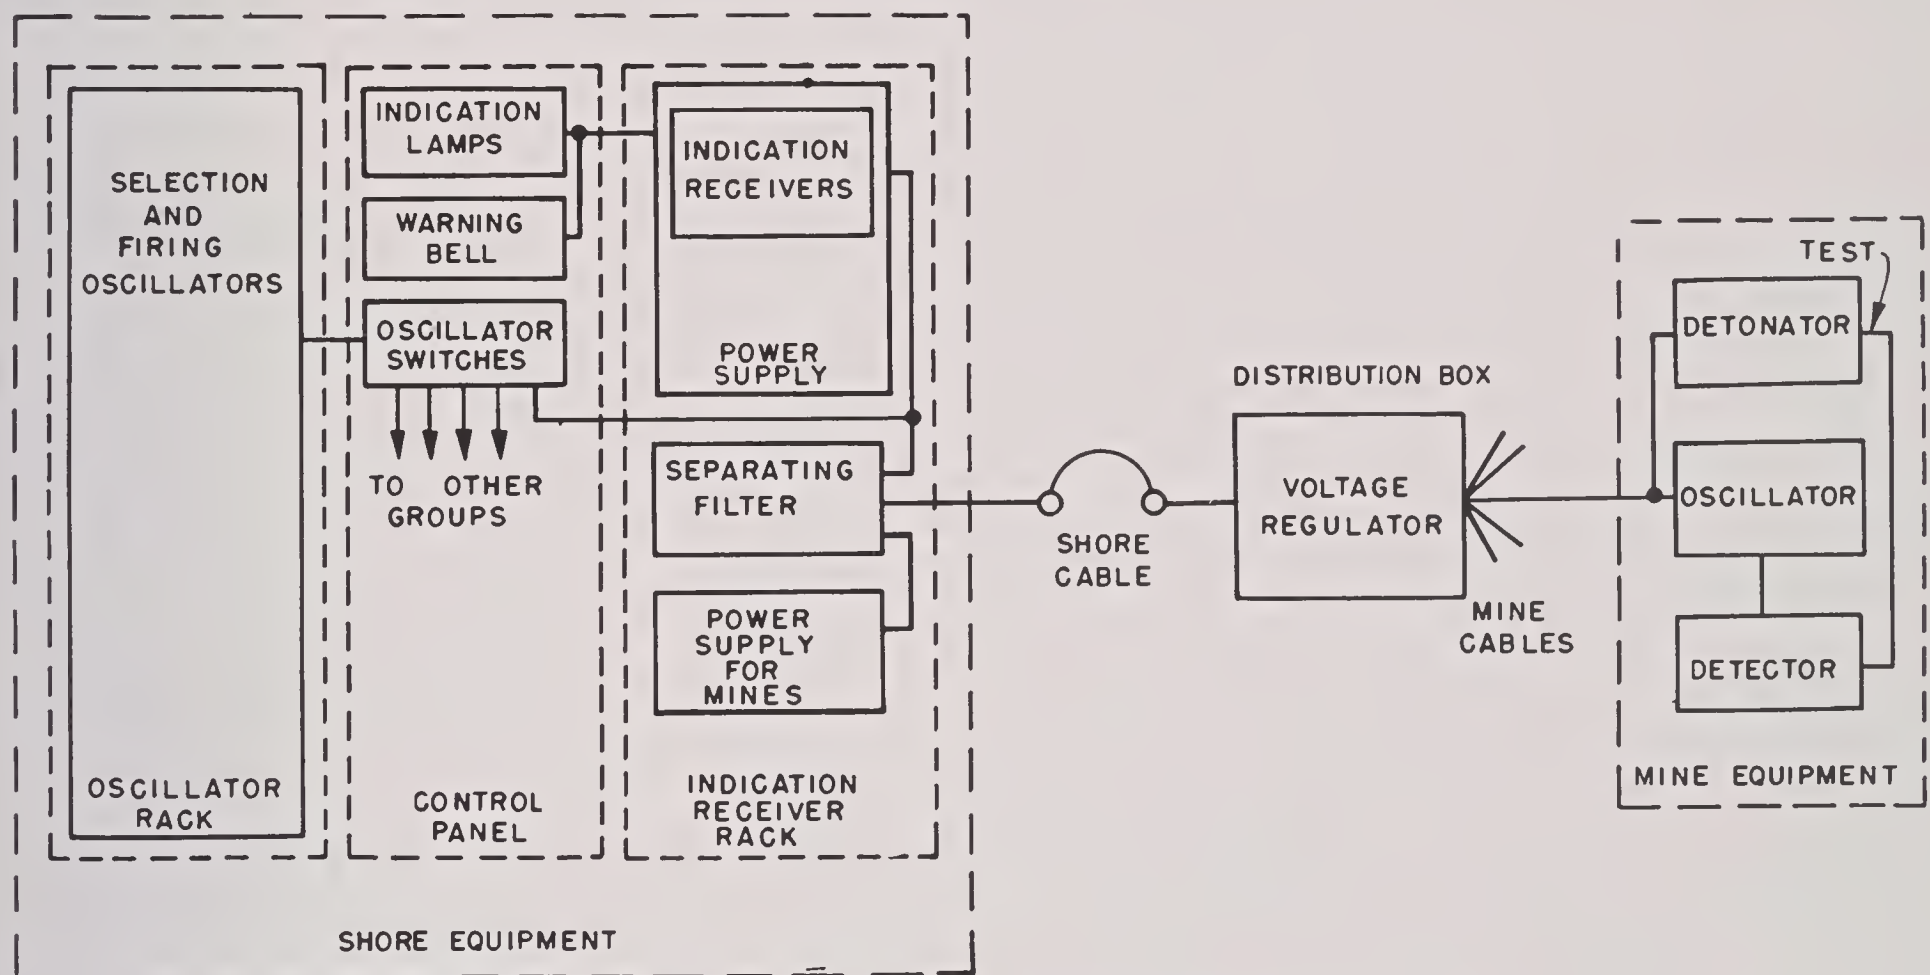 SELECTION
AND
FIRING
OSCILLATORS
OSCILLATOR
RACK
INDICATION
LAMPS
WARNING
BELL
OSCILLATOR
SWITCHES
TO OTHER
GROUPS
CONTROL
PANEL
INDICATION
RECEIVERS
POWER
SUPPLY
SEPARATING
FILTER
POWER
SUPPLY
FOR
MINES
INDICATION
RECEIVER
RACK
SHORE EQUIPMENT
SHORE
CABLE
DISTRIBUTION BOX
VOLTAGE
REGULATOR
MINE
CABLES
TEST
DETONATOR
OSCILLATOR
DETECTOR
MINE EQUIPMENT